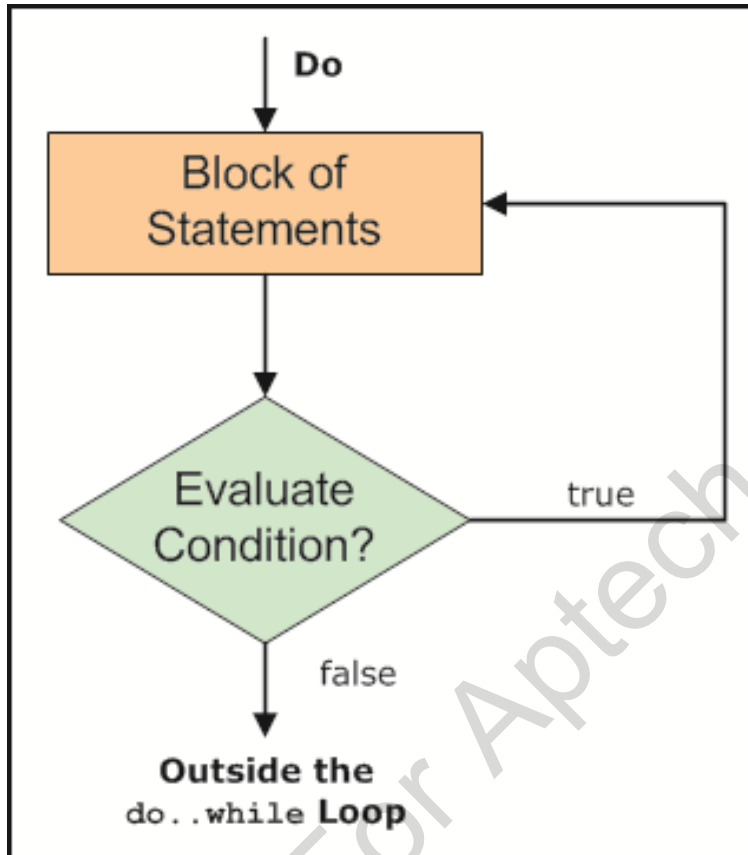 Do
Block of
Statements
Evaluate
Condition?
true
false
Outside the
do..while Loop
For Aptech